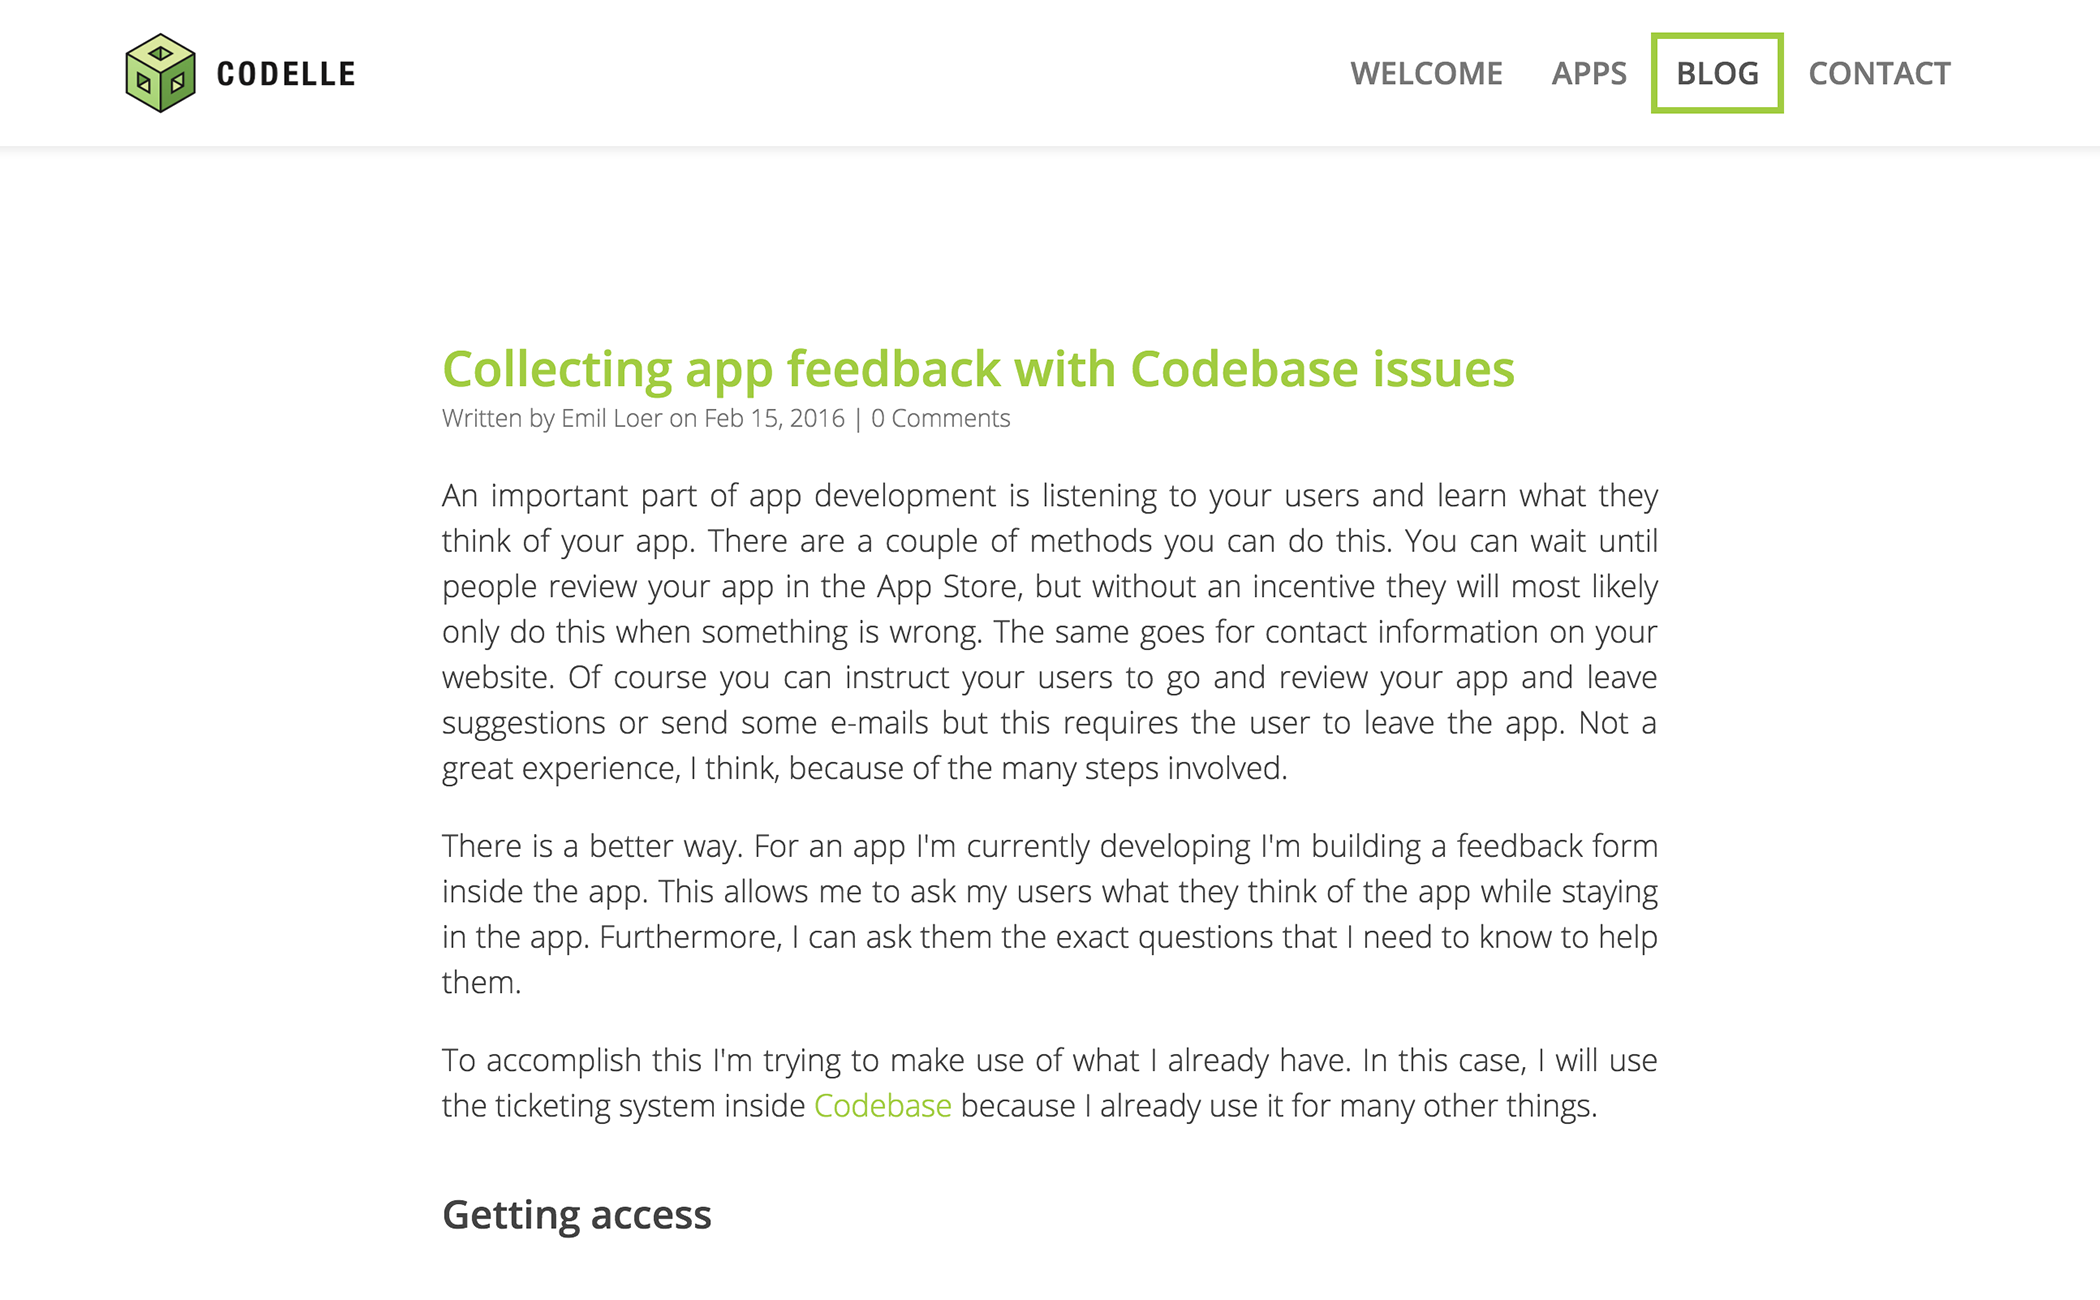 CODELLE
WELCOME APPS BLOG CONTACT
Collecting app feedback with Codebase issues
Written by Emil Loer on Feb 15, 2016 | 0 Comments
An important part of app development is listening to your users and learn what they
think of your app. There are a couple of methods you can do this. You can wait until
people review your app in the App Store, but without an incentive they will most likely
only do this when something is wrong. The same goes for contact information on your
website. Of course you can instruct your users to go and review your app and leave
suggestions or send some e-mails but this requires the user to leave the app. Not a
great experience, I think, because of the many steps involved.
There is a better way. For an app I'm currently developing I'm building a feedback form
inside the app. This allows me to ask my users what they think of the app while staying
in the app. Furthermore, I can ask them the exact questions that I need to know to help
them.
To accomplish this I'm trying to make use of what I already have. In this case, I will use
the ticketing system inside Codebase because I already use it for many other things.
Getting access